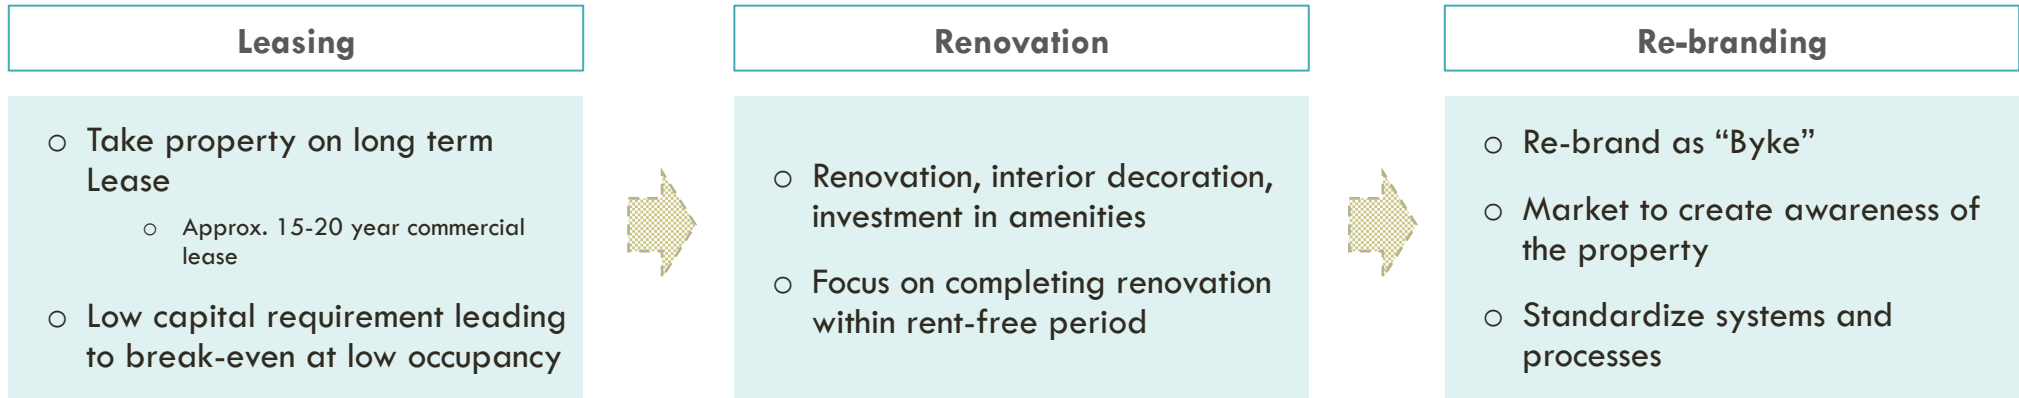 Leasing
○ Take property on long term
Lease
○ Approx. 15-20 year commercial
lease
○ Low capital requirement leading
to break-even at low occupancy
Renovation
○ Renovation, interior decoration,
investment in amenities
○ Focus on completing renovation
within rent-free period
Re-branding
○ Re-brand as “Byke”
○ Market to create awareness of
the property
○ Standardize systems and
processes